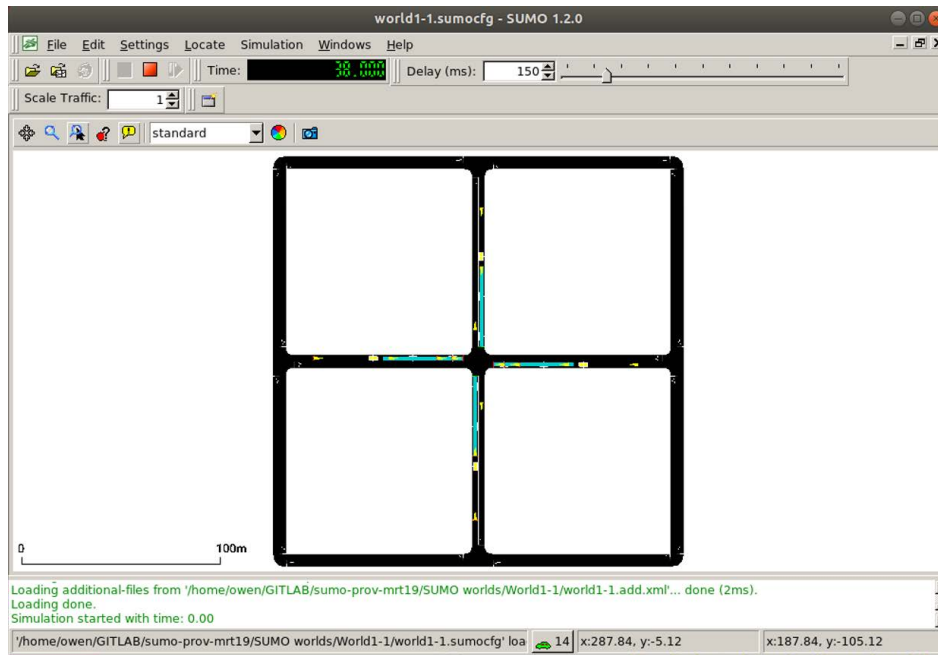 world1-1.sumocfg - SUMO 1.2.0
File Edit Settings Locate Simulation Windows Help
Time: 38.000 Delay (ms): 150
Scale Traffic: 1
standard
0 100m
Loading additional-files from '/home/owen/GITLAB/sumo-prov-mrt19/SUMO worlds/World1-1/world1-1.add.xml'... done (2ms).
Loading done.
Simulation started with time: 0.00
'/home/owen/GITLAB/sumo-prov-mrt19/SUMO worlds/World1-1/world1-1.sumocfg' loa 14 x:287.84, y:-5.12 x:187.84, y:-105.12